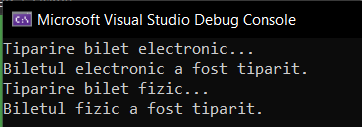 Microsoft Visual Studio Debug Console
Tiparire bilet electronic...
Biletul electronic a fost tiparit.
Tiparire bilet fizic...
Biletul fizic a fost tiparit.